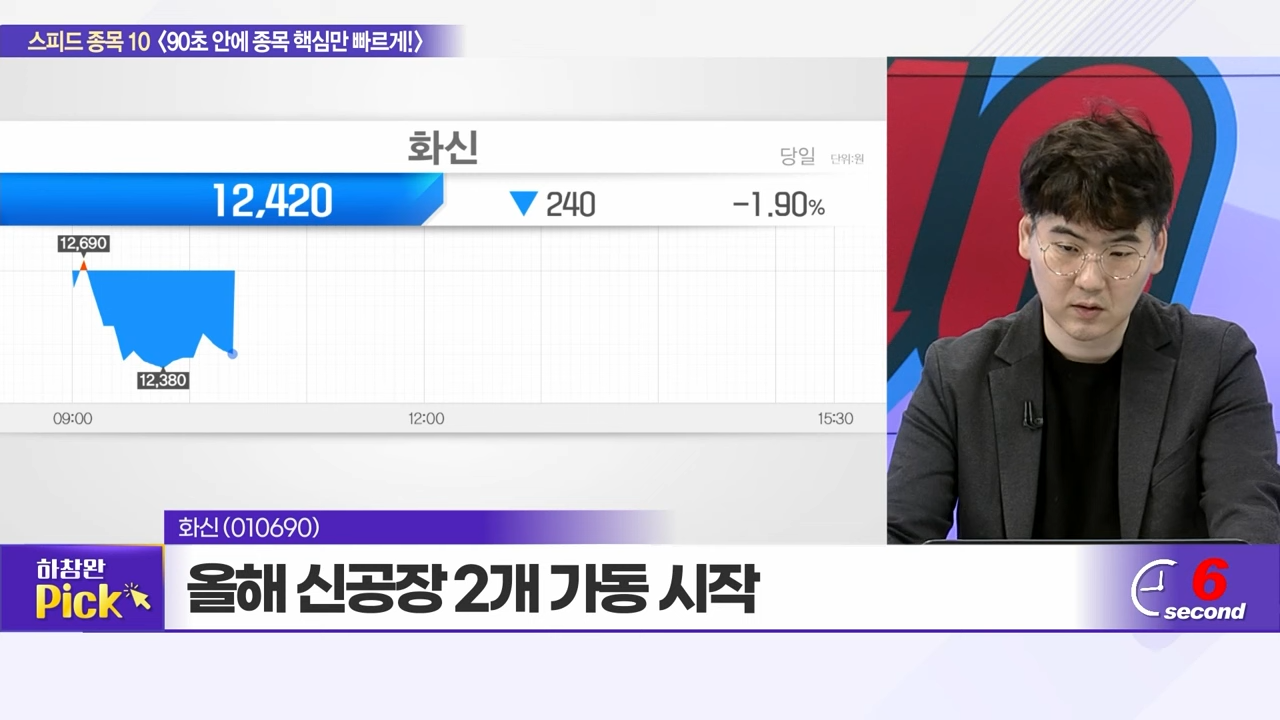 스피드 종목 10 <90초 안에 종목 핵심만 빠르게!>
화신
당일 단위:원
12,420 ▼ 240 -1.90%
12,690
12,380
09:00 12:00 15:30
화신(010690)
하창완
Pick
올해 신공장 2개 가동 시작
6
second